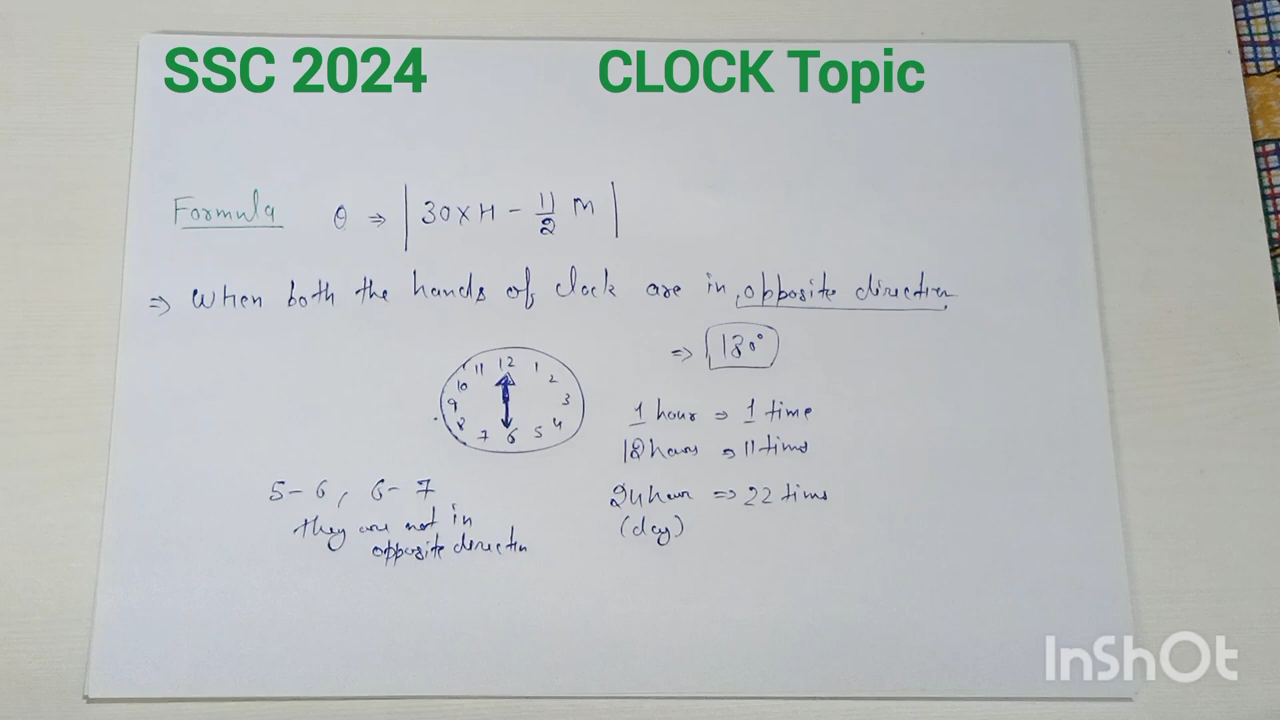 SSC 2024 CLOCK Topic
Formula θ ⇒ | 30×H - 11/2 M |
⇒ When both the hands of clock are in opposite direction
⇒ 180°
11 12 1
10 2
9 3
8 4
7 6 5
1 hour ⇒ 1 time
12 hours ⇒ 11 times
5-6, 6-7
24 hour ⇒ 22 times
they are not in
(day)
opposite direction
InShOt